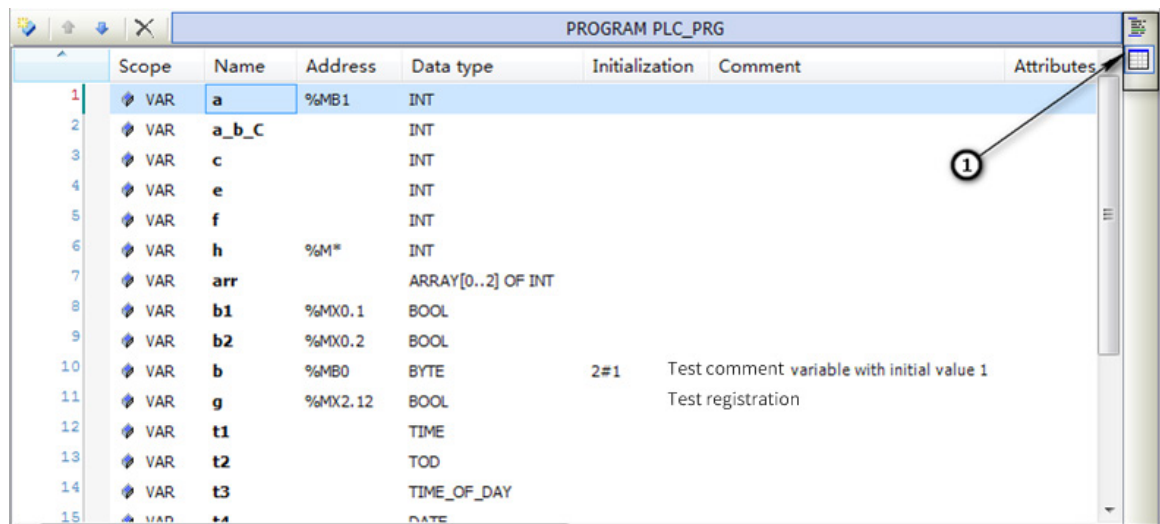 PROGRAM PLC_PRG
Scope Name Address Data type Initialization Comment Attributes
1 VAR a %MB1 INT
2 VAR a_b_C INT
3 VAR c INT
4 VAR e INT
5 VAR f INT
6 VAR h %M* INT
7 VAR arr ARRAY[0..2] OF INT
8 VAR b1 %MX0.1 BOOL
9 VAR b2 %MX0.2 BOOL
10 VAR b %MB0 BYTE 2#1 Test comment variable with initial value 1
11 VAR g %MX2.12 BOOL Test registration
12 VAR t1 TIME
13 VAR t2 TOD
14 VAR t3 TIME_OF_DAY
15 VAR t4 DATE
1